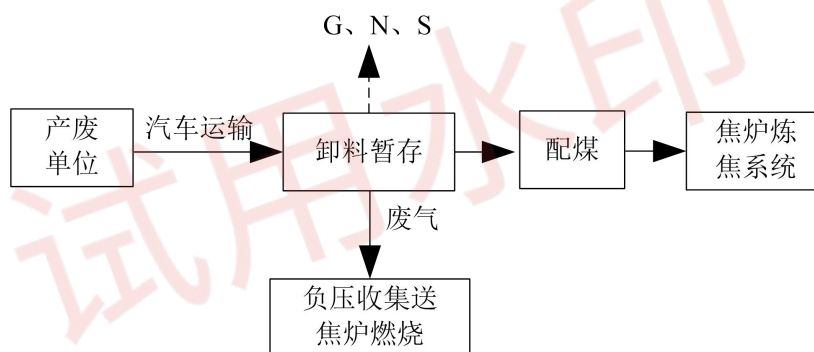 G、N、S
产废
单位
汽车运输
卸料暂存
配煤
焦炉炼
焦系统
废气
负压收集送
焦炉燃烧
试用水印